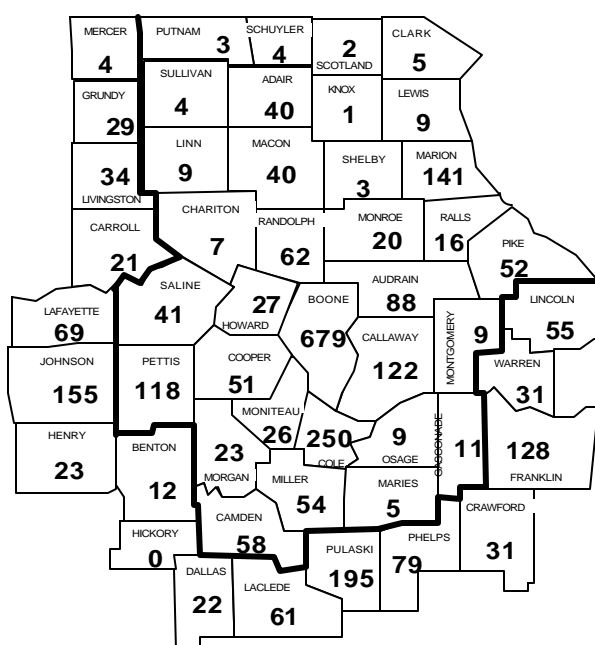 MERCER
4
PUTNAM
3
SCHUYLER
4
2
SCOTLAND
CLARK
5
SULLIVAN
4
ADAIR
40
KNOX
1
LEWIS
9
GRUNDY
29
LINN
9
MACON
40
SHELBY
3
MARION
141
34
LIVINGSTON
CHARITON
7
RANDOLPH
62
MONROE
20
RALLS
16
PIKE
52
CARROLL
21
SALINE
41
27
HOWARD
BOONE
679
AUDRAIN
88
MONTGOMERY
9
LINCOLN
55
LAFAYETTE
69
CALLAWAY
122
WARREN
31
JOHNSON
155
PETTIS
118
COOPER
51
MONITEAU
26
250
COLE
9
OSAGE
GASCONADE
11
128
FRANKLIN
HENRY
23
BENTON
12
23
MORGAN
MILLER
54
MARIES
5
CRAWFORD
31
HICKORY
0
CAMDEN
58
PULASKI
195
PHELPS
79
DALLAS
22
LACLEDE
61